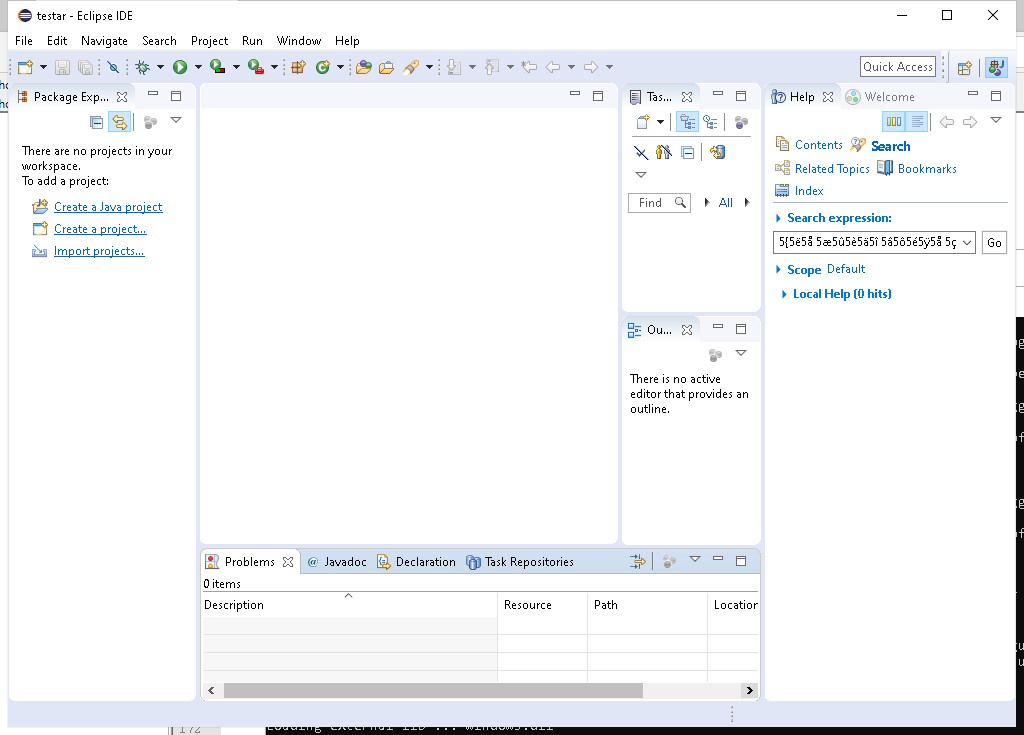 testar - Eclipse IDE
File Edit Navigate Search Project Run Window Help
Quick Access
Package Exp...
There are no projects in your
workspace.
To add a project:
Create a Java project
Create a project...
Import projects...
Tas...
Find
All
Ou...
There is no active
editor that provides an
outline.
Help
Welcome
Contents
Search
Related Topics
Bookmarks
Index
Search expression:
5{5ë5å 5æ5û5è5ä5î 5â5ô5é5ÿ5å 5ç
Go
Scope Default
Local Help (0 hits)
Problems
@ Javadoc
Declaration
Task Repositories
0 items
Description Resource Path Location
172
Loading external lib ... windows.dll